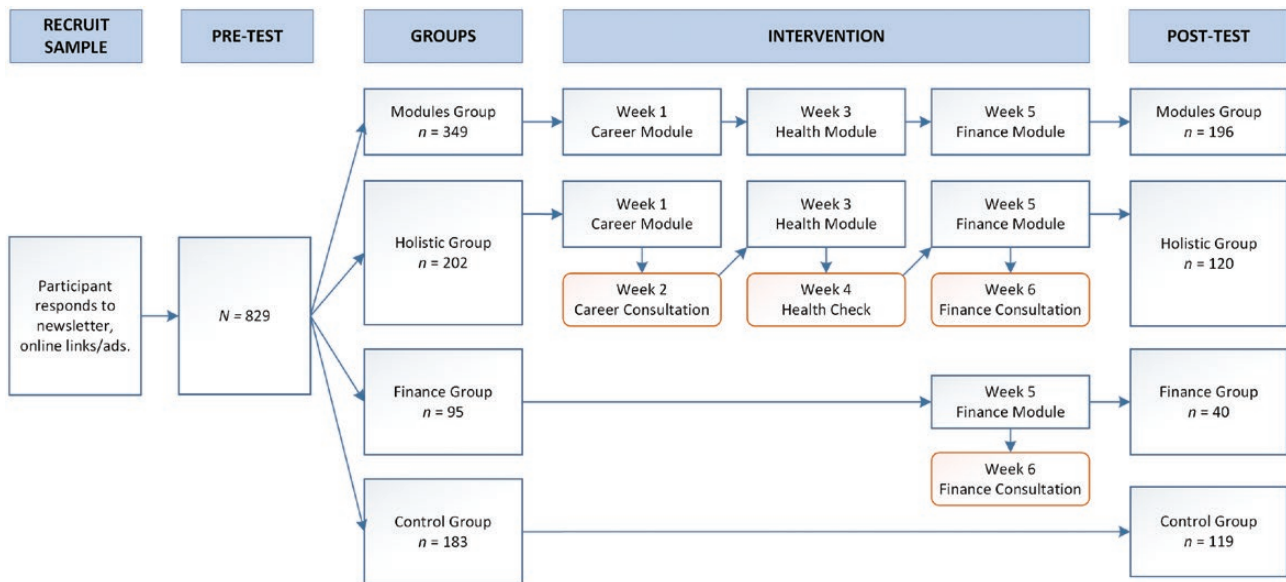 RECRUIT
SAMPLE
PRE-TEST
GROUPS
INTERVENTION
POST-TEST
Participant
responds to
newsletter,
online links/ads.
N = 829
Modules Group
n = 349
Week 1
Career Module
Week 3
Health Module
Week 5
Finance Module
Modules Group
n = 196
Holistic Group
n = 202
Week 1
Career Module
Week 3
Health Module
Week 5
Finance Module
Week 2
Career Consultation
Week 4
Health Check
Week 6
Finance Consultation
Holistic Group
n = 120
Finance Group
n = 95
Week 5
Finance Module
Week 6
Finance Consultation
Finance Group
n = 40
Control Group
n = 183
Control Group
n = 119